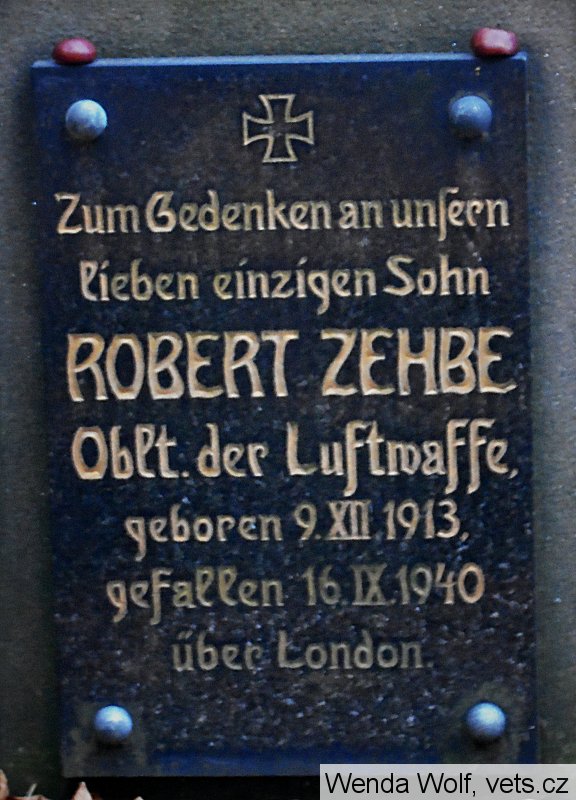 Zum Gedenken an unsern
lieben einzigen Sohn
ROBERT ZEHBE
Oblt. der Luftwaffe,
geboren 9.XII 1913,
gefallen 16.IX.1940
über London.
Wenda Wolf, vets.cz